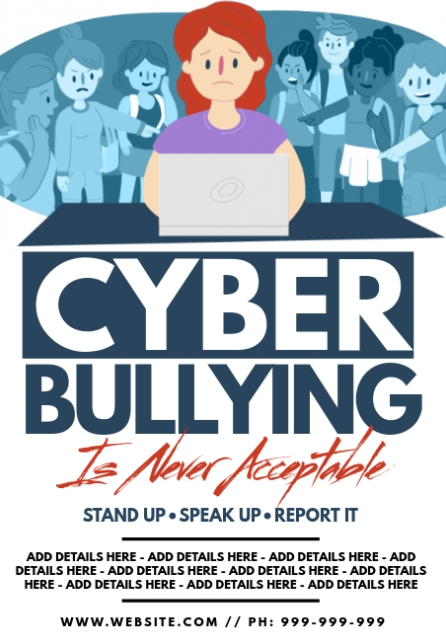 CYBER
BULLYING
Is Never Acceptable
STAND UP • SPEAK UP • REPORT IT
ADD DETAILS HERE - ADD DETAILS HERE - ADD DETAILS HERE - ADD
DETAILS HERE - ADD DETAILS HERE - ADD DETAILS HERE - ADD DETAILS
HERE - ADD DETAILS HERE - ADD DETAILS HERE - ADD DETAILS HERE
WWW.WEBSITE.COM // PH: 999-999-999